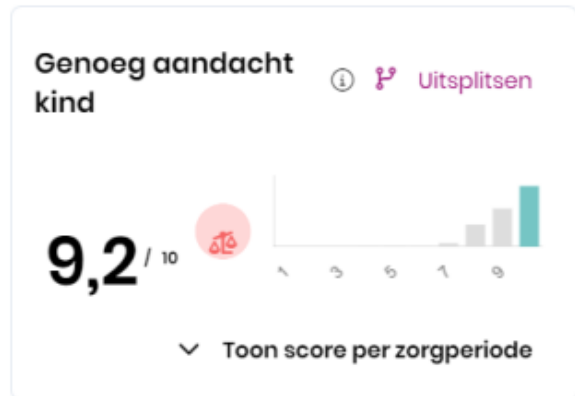 Genoeg aandacht
kind
Uitsplitsen
9,2 / 10
1 3 5 7 9
Toon score per zorgperiode